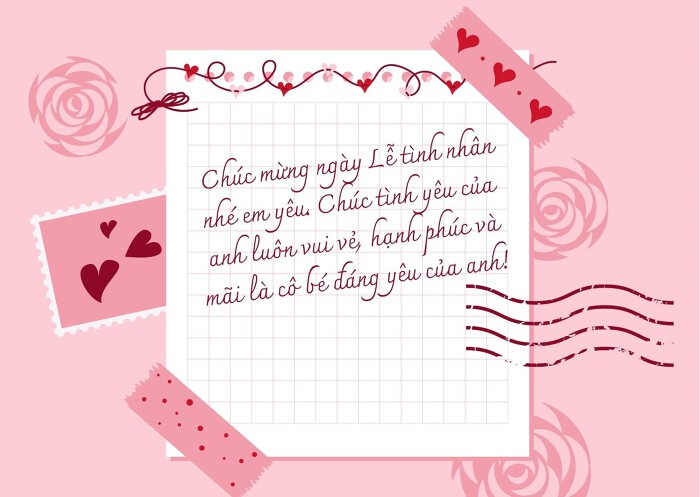 Chúc mừng ngày Lễ tình nhân
nhé em yêu. Chúc tình yêu của
anh luôn vui vẻ, hạnh phúc và
mãi là cô bé đáng yêu của anh!